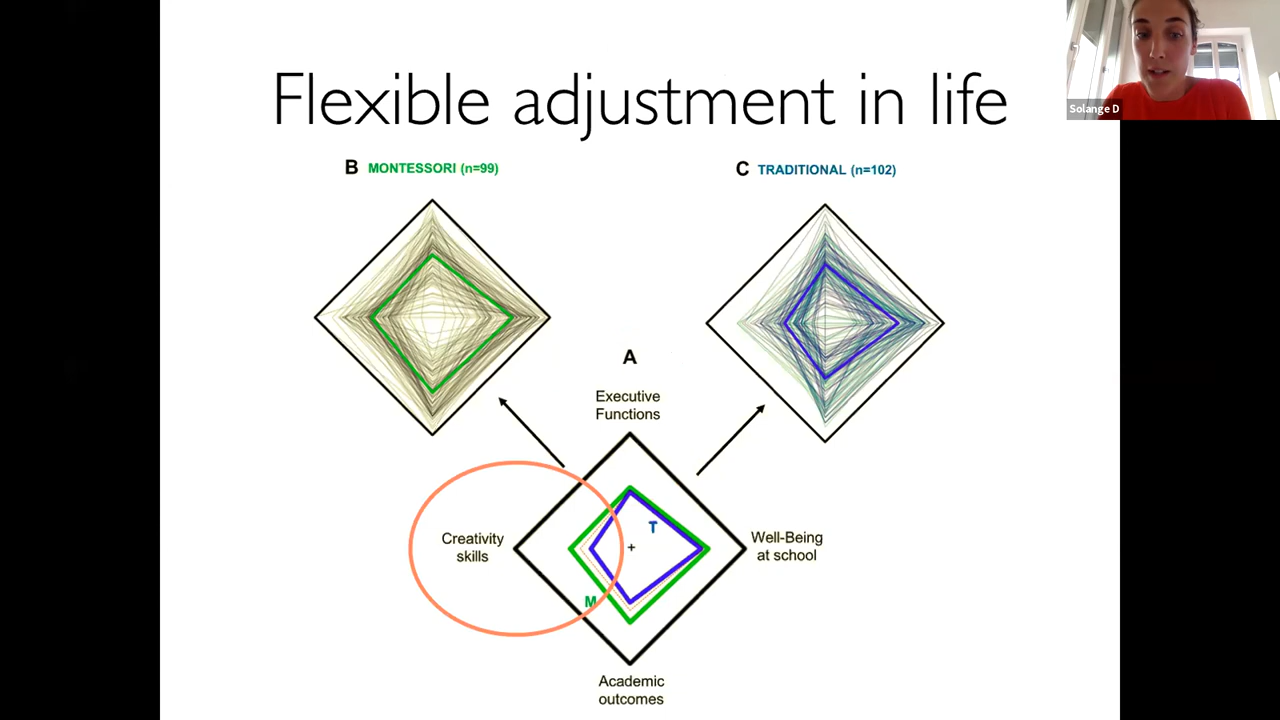 Flexible adjustment in life
Solange D
B MONTESSORI (n=99)
C TRADITIONAL (n=102)
A
Executive
Functions
T
Creativity
skills
+
Well-Being
at school
M
Academic
outcomes